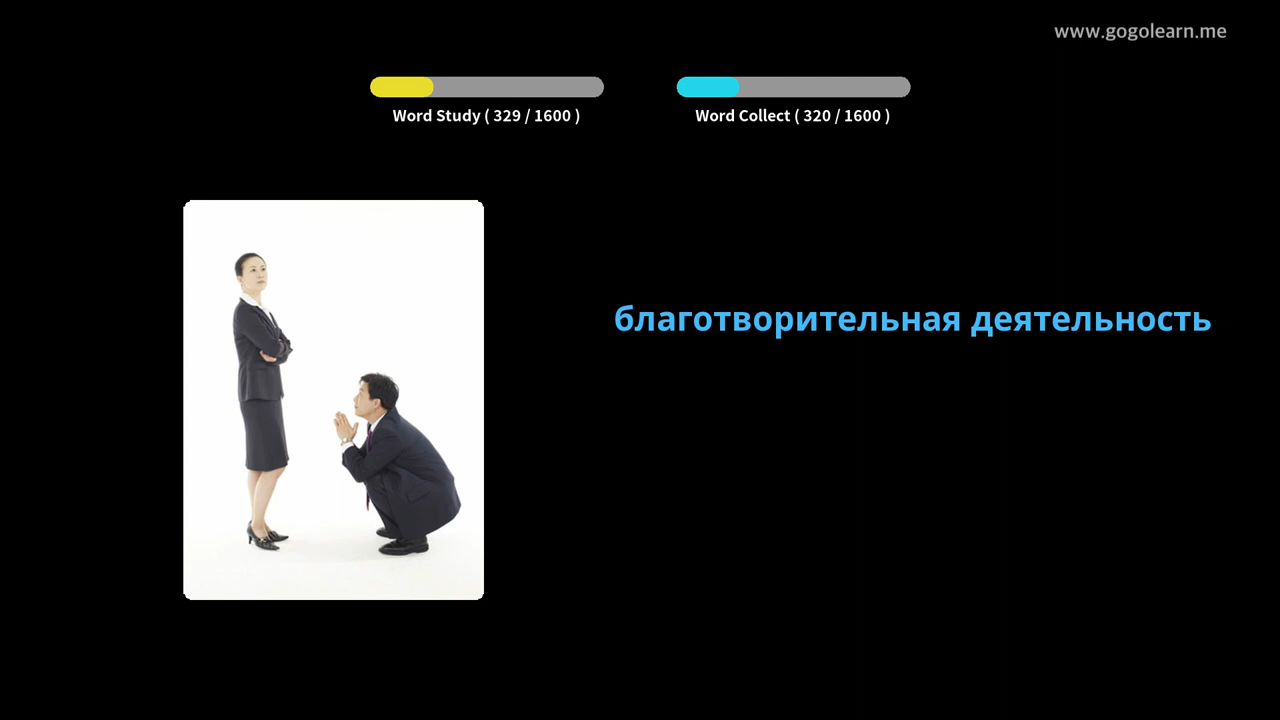 www.gogolearn.me
Word Study ( 329 / 1600 )
Word Collect ( 320 / 1600 )
благотворительная деятельность